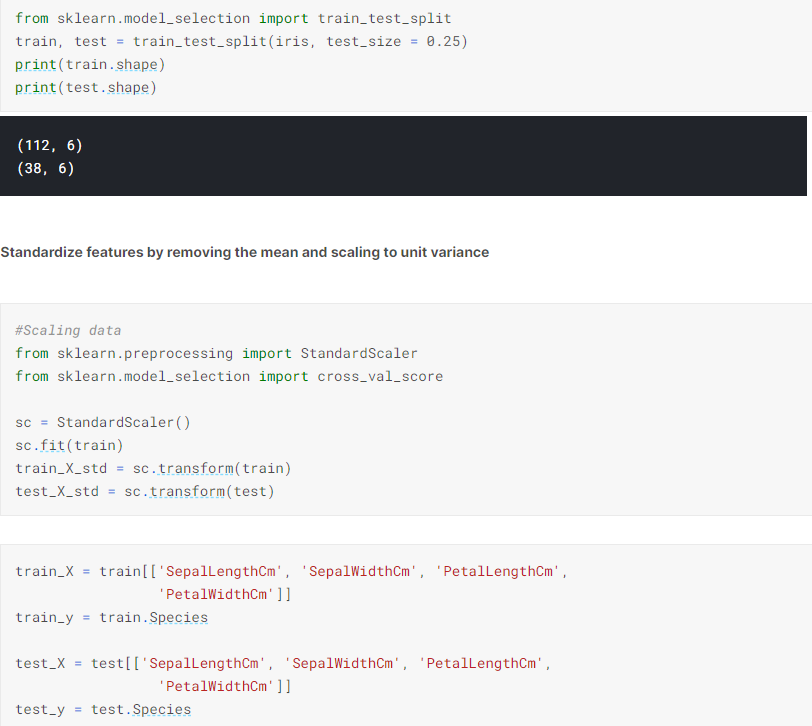 from sklearn.model_selection import train_test_split
train, test = train_test_split(iris, test_size = 0.25)
print(train.shape)
print(test.shape)
(112, 6)
(38, 6)
Standardize features by removing the mean and scaling to unit variance
#Scaling data
from sklearn.preprocessing import StandardScaler
from sklearn.model_selection import cross_val_score
sc = StandardScaler()
sc.fit(train)
train_X_std = sc.transform(train)
test_X_std = sc.transform(test)
train_X = train[['SepalLengthCm', 'SepalWidthCm', 'PetalLengthCm',
'PetalWidthCm']]
train_y = train.Species
test_X = test[['SepalLengthCm', 'SepalWidthCm', 'PetalLengthCm',
'PetalWidthCm']]
test_y = test.Species